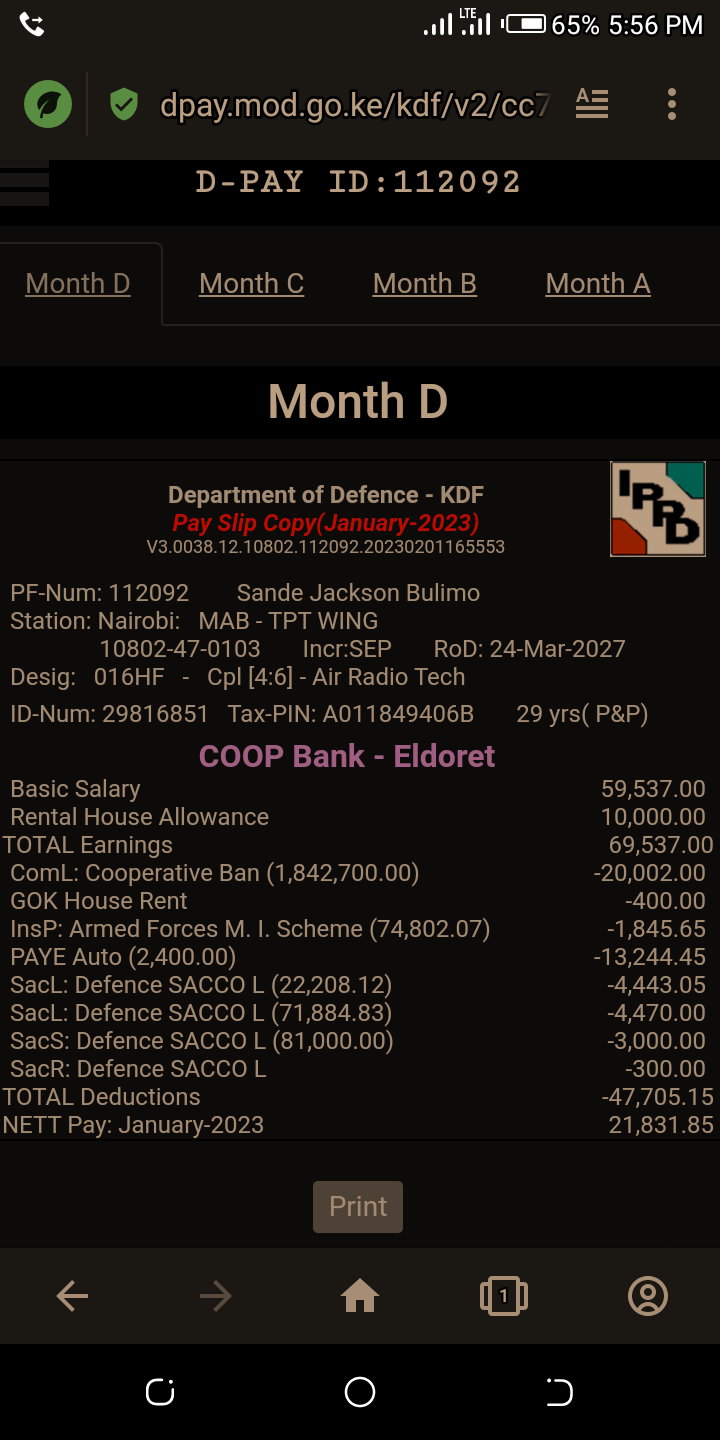 LTE 65% 5:56 PM
dpay.mod.go.ke/kdf/v2/cc7
D-PAY ID:112092
Month D Month C Month B Month A
Month D
Department of Defence - KDF
Pay Slip Copy(January-2023)
V3.0038.12.10802.112092.20230201165553
IPPD
PF-Num: 112092 Sande Jackson Bulimo
Station: Nairobi: MAB - TPT WING
10802-47-0103 Incr:SEP RoD: 24-Mar-2027
Desig: 016HF - Cpl [4:6] - Air Radio Tech
ID-Num: 29816851 Tax-PIN: A011849406B 29 yrs( P&P)
COOP Bank - Eldoret
Basic Salary 59,537.00
Rental House Allowance 10,000.00
TOTAL Earnings 69,537.00
ComL: Cooperative Ban (1,842,700.00) -20,002.00
GOK House Rent -400.00
InsP: Armed Forces M. I. Scheme (74,802.07) -1,845.65
PAYE Auto (2,400.00) -13,244.45
SacL: Defence SACCO L (22,208.12) -4,443.05
SacL: Defence SACCO L (71,884.83) -4,470.00
SacS: Defence SACCO L (81,000.00) -3,000.00
SacR: Defence SACCO L -300.00
TOTAL Deductions -47,705.15
NETT Pay: January-2023 21,831.85
Print
1